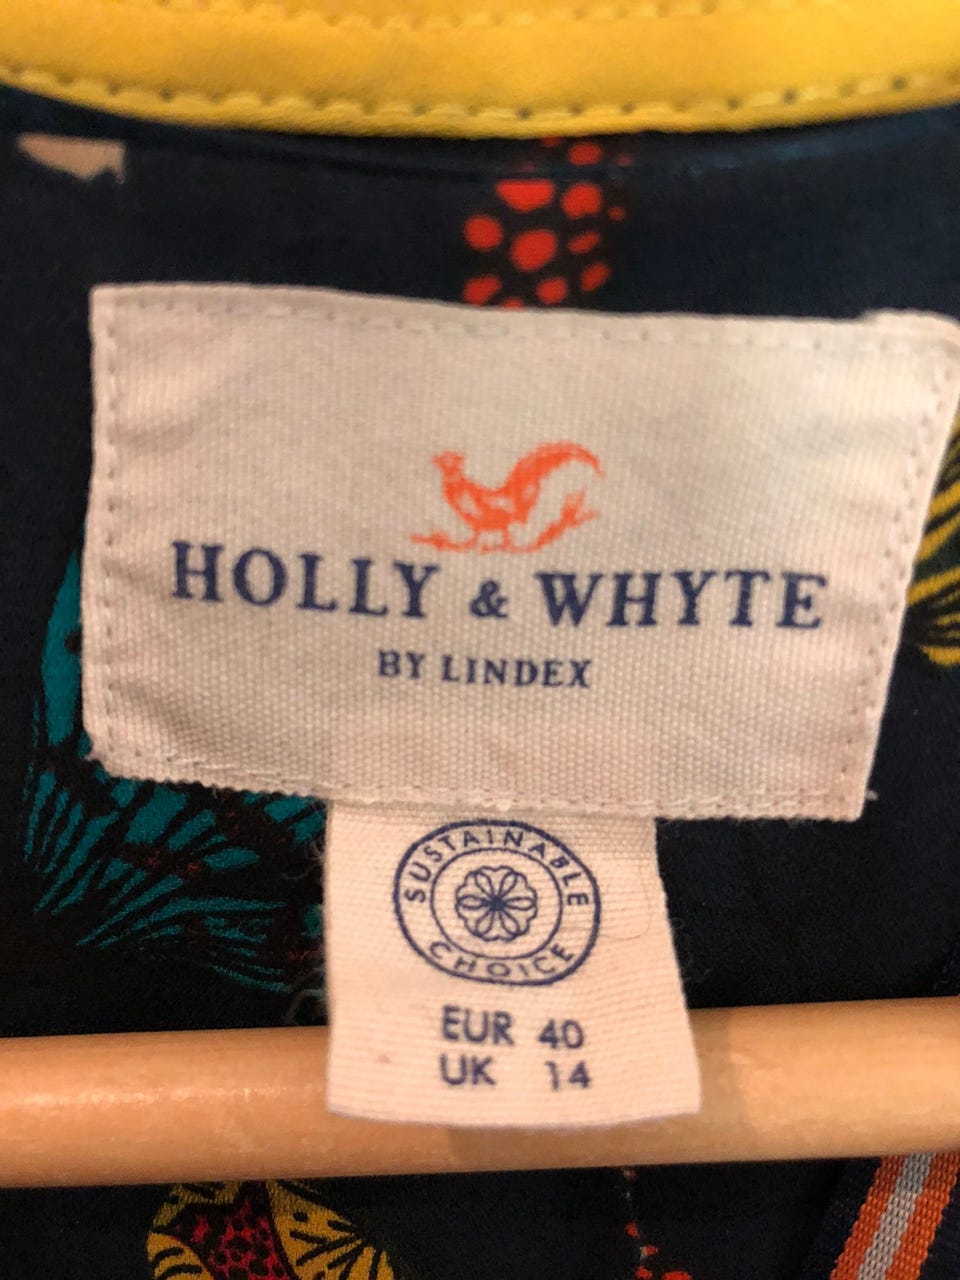 HOLLY & WHYTE
BY LINDEX
SUSTAINABLE
CHOICE
EUR 40
UK 14